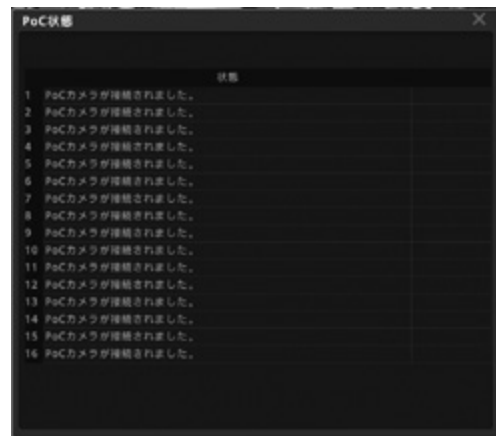 PoC状態
状態
1 PoCカメラが接続されました。
2 PoCカメラが接続されました。
3 PoCカメラが接続されました。
4 PoCカメラが接続されました。
5 PoCカメラが接続されました。
6 PoCカメラが接続されました。
7 PoCカメラが接続されました。
8 PoCカメラが接続されました。
9 PoCカメラが接続されました。
10 PoCカメラが接続されました。
11 PoCカメラが接続されました。
12 PoCカメラが接続されました。
13 PoCカメラが接続されました。
14 PoCカメラが接続されました。
15 PoCカメラが接続されました。
16 PoCカメラが接続されました。